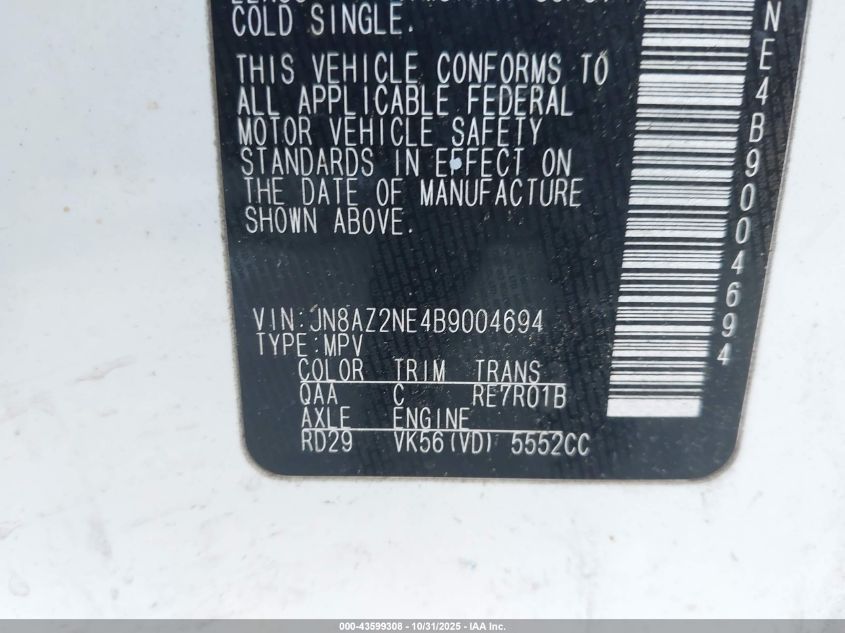 COLD SINGLE.
THIS VEHICLE CONFORMS TO
ALL APPLICABLE FEDERAL
MOTOR VEHICLE SAFETY
STANDARDS IN EFFECT ON
THE DATE OF MANUFACTURE
SHOWN ABOVE.
VIN:JN8AZ2NE4B9004694
TYPE:MPV
COLOR TRIM TRANS
QAA C RE7R01B
AXLE ENGINE
RD29 VK56(VD) 5552CC
NE4B9004694
000-43599308 - 10/31/2025 - IAA Inc.